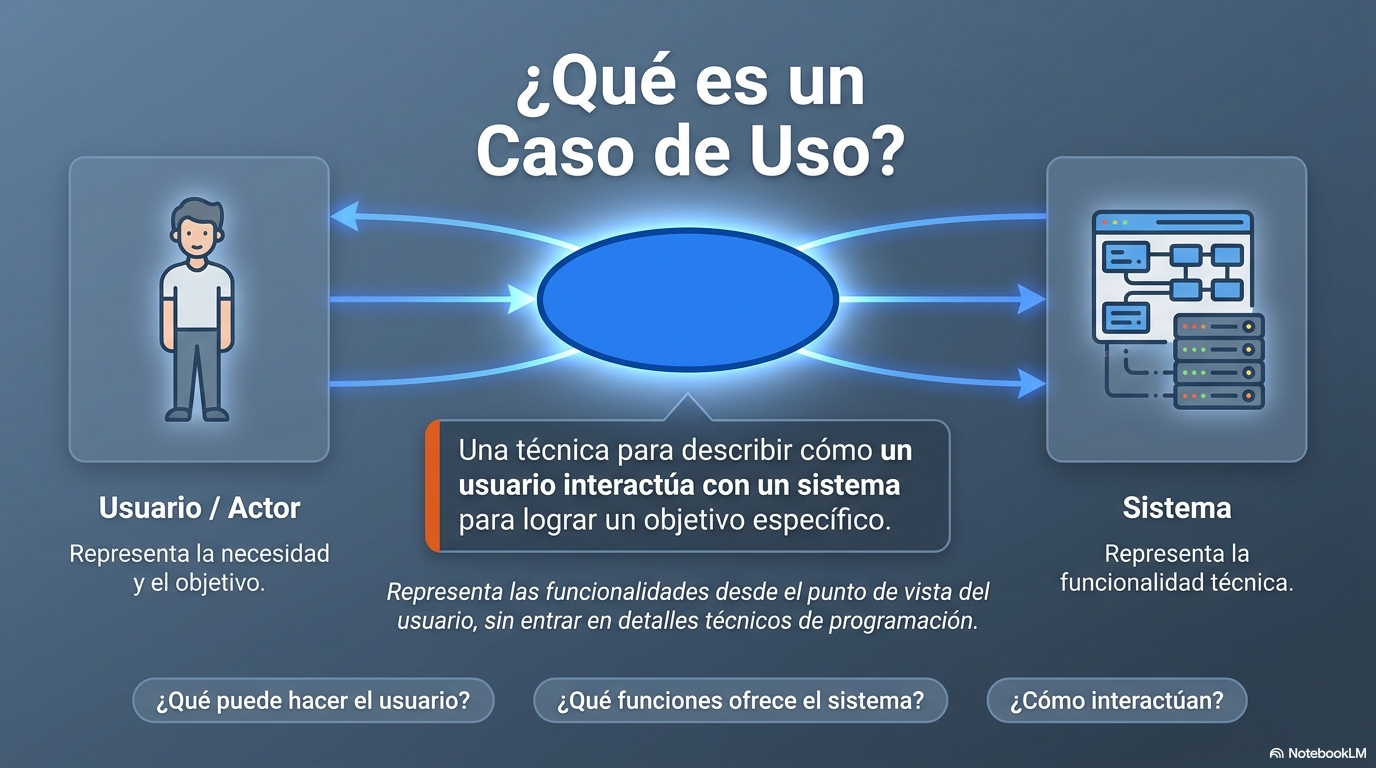 ¿Qué es un
Caso de Uso?
Usuario / Actor
Representa la necesidad
y el objetivo.
Una técnica para describir cómo un
usuario interactúa con un sistema
para lograr un objetivo específico.
Representa las funcionalidades desde el punto de vista del
usuario, sin entrar en detalles técnicos de programación.
Sistema
Representa la
funcionalidad técnica.
¿Qué puede hacer el usuario?
¿Qué funciones ofrece el sistema?
¿Cómo interactúan?
NotebookLM